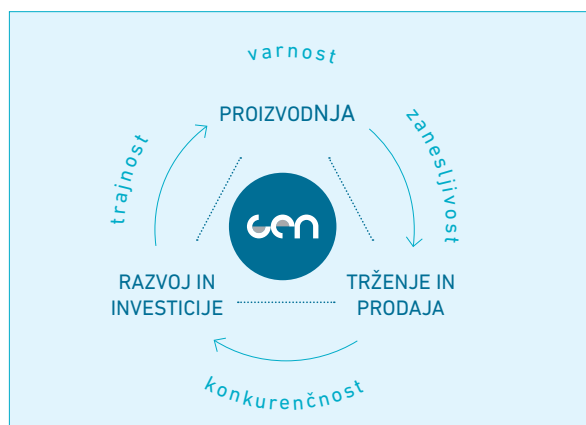 varnost
PROIZVODNJA
zanesljivost
trajnost
gen
RAZVOJ IN
INVESTICIJE
TRŽENJE IN
PRODAJA
konkurenčnost